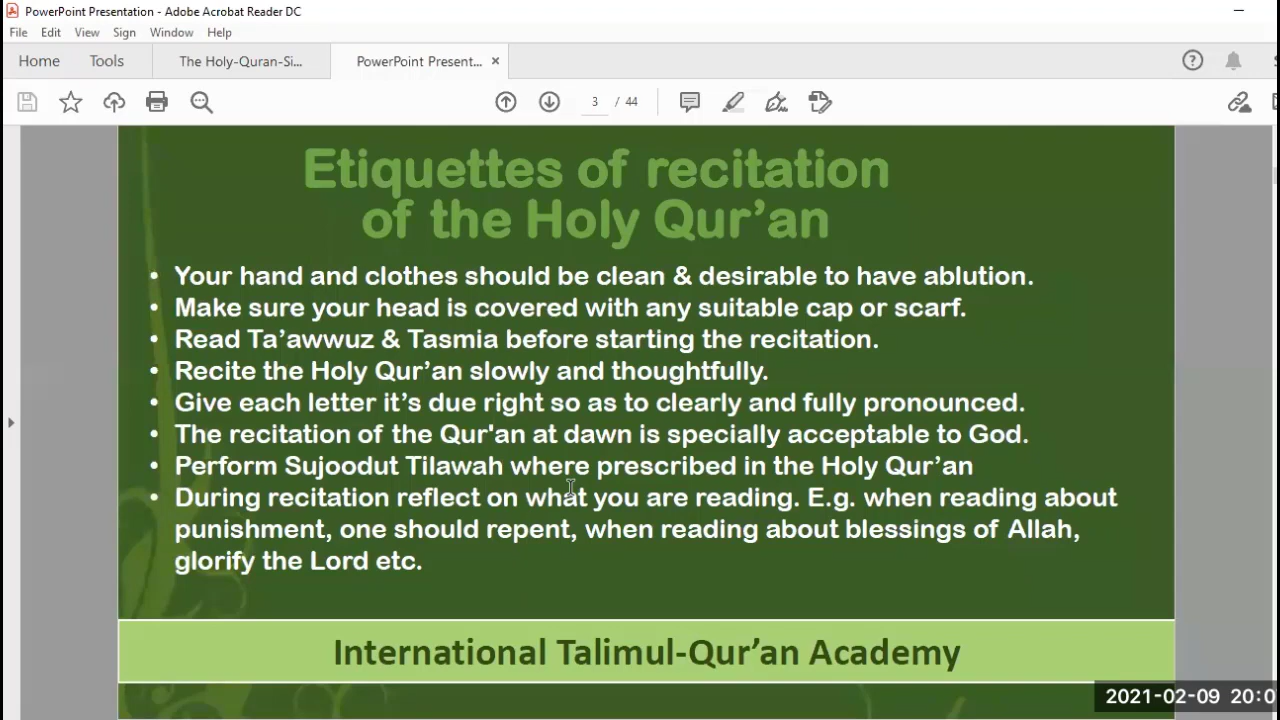 PowerPoint Presentation - Adobe Acrobat Reader DC
File Edit View Sign Window Help
Home Tools The Holy-Quran-Si... PowerPoint Present... ×
3 / 44
Etiquettes of recitation
of the Holy Qur’an
• Your hand and clothes should be clean & desirable to have ablution.
• Make sure your head is covered with any suitable cap or scarf.
• Read Ta’awwuz & Tasmia before starting the recitation.
• Recite the Holy Qur’an slowly and thoughtfully.
• Give each letter it’s due right so as to clearly and fully pronounced.
• The recitation of the Qur'an at dawn is specially acceptable to God.
• Perform Sujoodut Tilawah where prescribed in the Holy Qur’an
• During recitation reflect on what you are reading. E.g. when reading about
punishment, one should repent, when reading about blessings of Allah,
glorify the Lord etc.
International Talimul-Qur’an Academy
2021-02-09 20:0